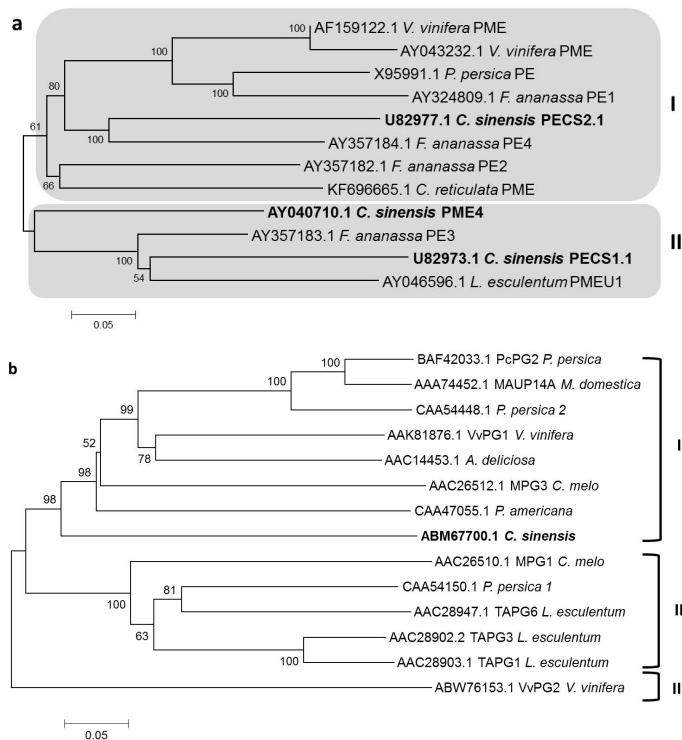 a
AF159122.1 V. vinifera PME
100
100
AY043232.1 V. vinifera PME
X95991.1 P. persica PE
80
100
AY324809.1 F. ananassa PE1
I
U82977.1 C. sinensis PECS2.1
61
100
AY357184.1 F. ananassa PE4
AY357182.1 F. ananassa PE2
66
KF696665.1 C. reticulata PME
AY040710.1 C. sinensis PME4
AY357183.1 F. ananassa PE3
II
100
U82973.1 C. sinensis PECS1.1
54
AY046596.1 L. esculentum PMEU1
0.05
b
100
BAF42033.1 PcPG2 P. persica
100
AAA74452.1 MAUP14A M. domestica
99
CAA54448.1 P. persica 2
AAK81876.1 VvPG1 V. vinifera
52
78
AAC14453.1 A. deliciosa
I
98
AAC26512.1 MPG3 C. melo
98
CAA47055.1 P. americana
ABM67700.1 C. sinensis
AAC26510.1 MPG1 C. melo
81
CAA54150.1 P. persica 1
100
AAC28947.1 TAPG6 L. esculentum
II
63
AAC28902.2 TAPG3 L. esculentum
100
AAC28903.1 TAPG1 L. esculentum
ABW76153.1 VvPG2 V. vinifera
II
0.05